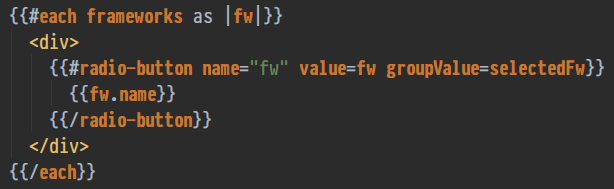 {{#each frameworks as |fw|}}
<div>
{{#radio-button name="fw" value=fw groupValue=selectedFw}}
{{fw.name}}
{{/radio-button}}
</div>
{{/each}}